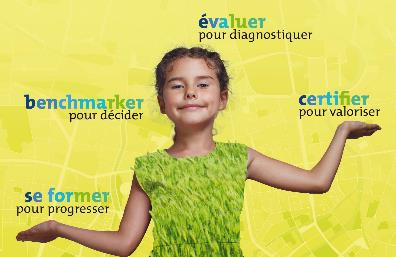 évaluer
pour diagnostiquer
benchmarker
pour décider
certifier
pour valoriser
se former
pour progresser